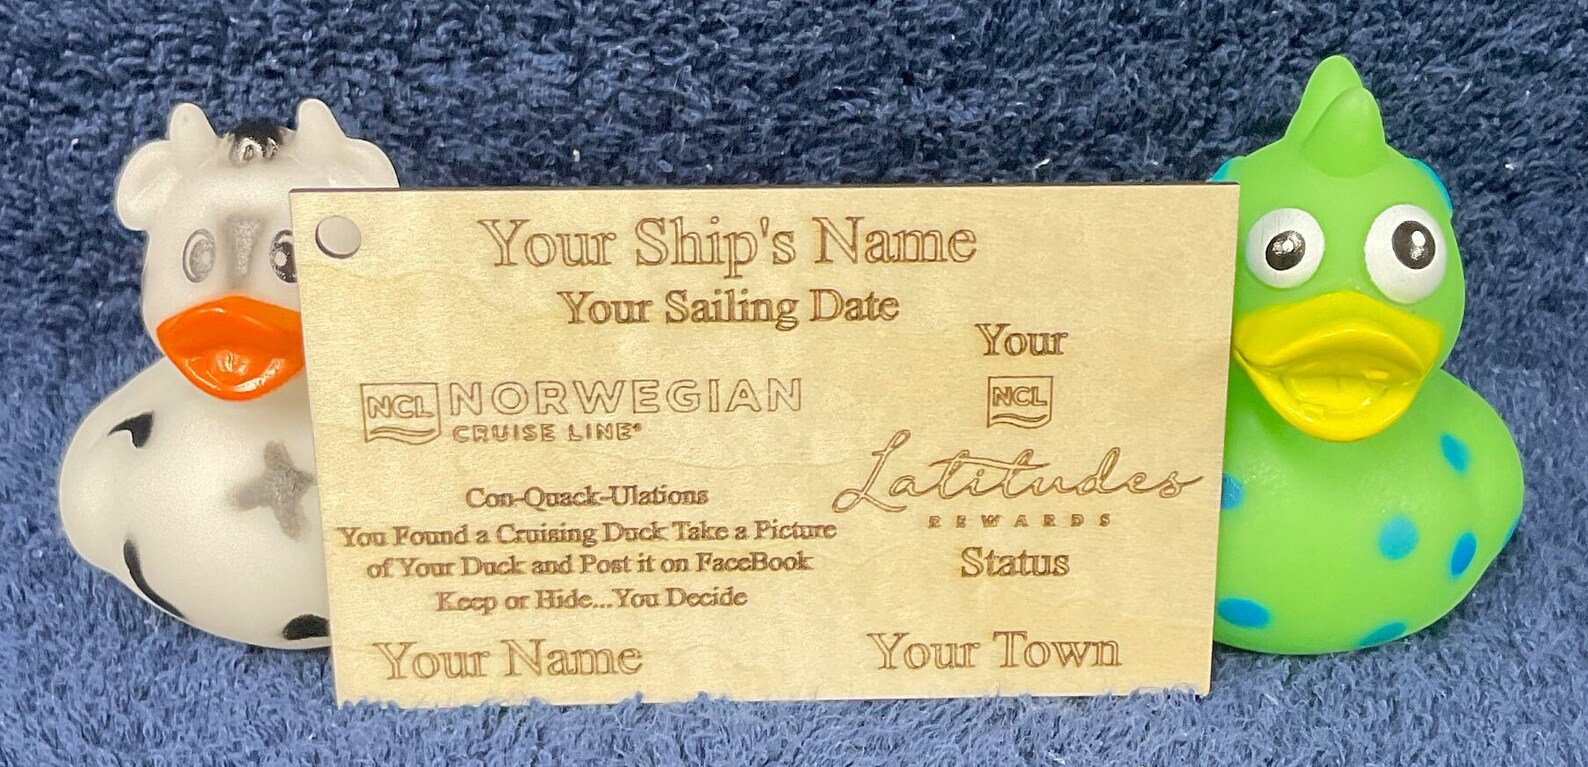 Your Ship's Name
Your Sailing Date
NCL NORWEGIAN
CRUISE LINE®
Con-Quack-Ulations
You Found a Cruising Duck Take a Picture
of Your Duck and Post it on FaceBook
Keep or Hide...You Decide
Your
NCL
Latitudes
REWARDS
Status
Your Name
Your Town